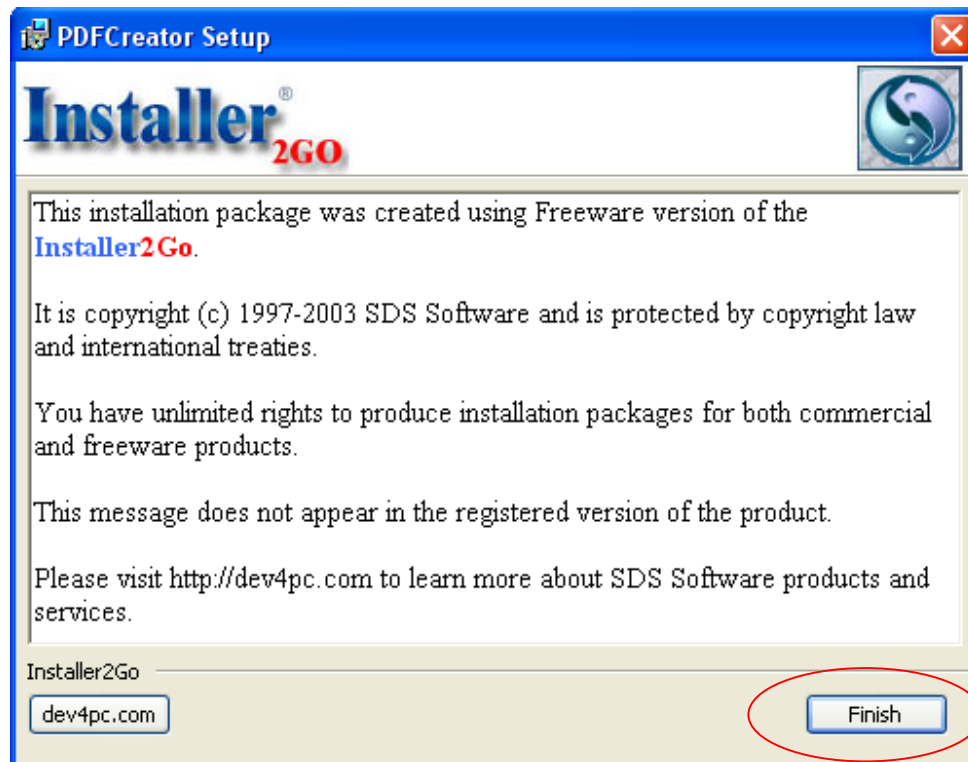 PDFCreator Setup
Installer®
2GO
This installation package was created using Freeware version of the
Installer2Go.
It is copyright (c) 1997-2003 SDS Software and is protected by copyright law
and international treaties.
You have unlimited rights to produce installation packages for both commercial
and freeware products.
This message does not appear in the registered version of the product.
Please visit http://dev4pc.com to learn more about SDS Software products and
services.
Installer2Go
dev4pc.com
Finish